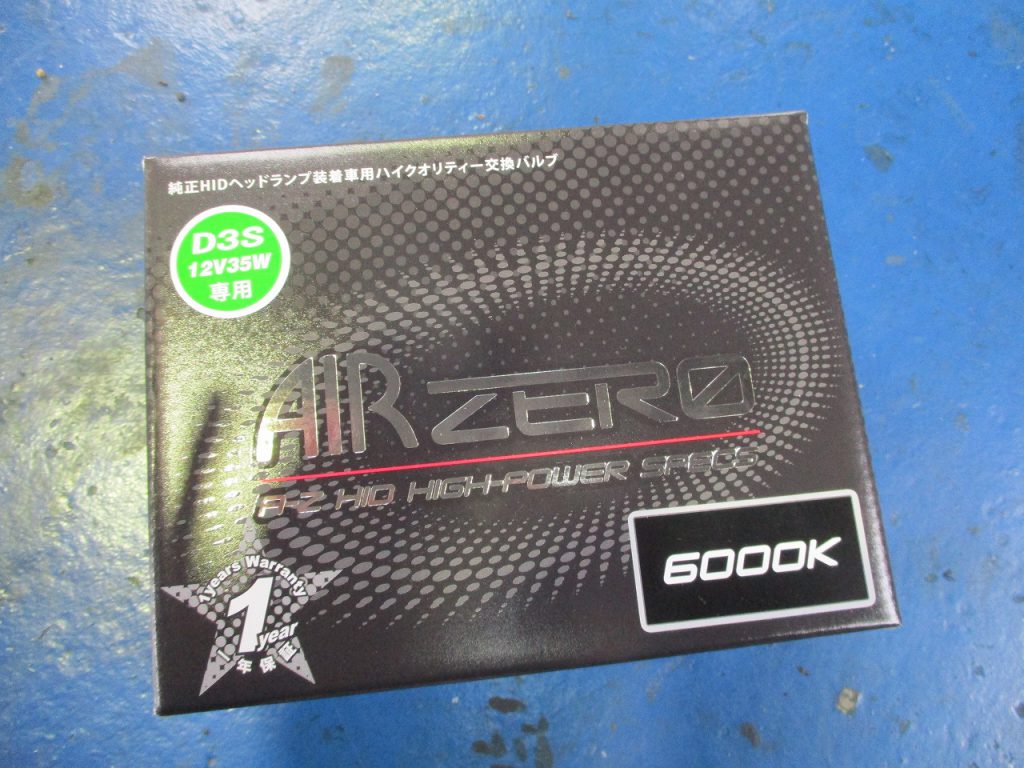 純正HIDヘッドランプ装着車用ハイクオリティー交換バルブ
D3S
12V35W
専用
AIR ZERO
A-Z HID HIGH-POWER SPECS
6000K
1years Warranty
1year
年保証